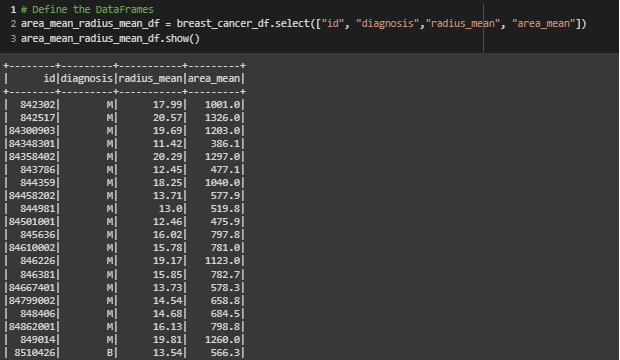 1 # Define the DataFrames
2 area_mean_radius_mean_df = breast_cancer_df.select(["id", "diagnosis","radius_mean", "area_mean"])
3 area_mean_radius_mean_df.show()
+--------+---------+-----------+---------+
|      id|diagnosis|radius_mean|area_mean|
+--------+---------+-----------+---------+
|  842302|        M|      17.99|   1001.0|
|  842517|        M|      20.57|   1326.0|
|84300903|        M|      19.69|   1203.0|
|84348301|        M|      11.42|    386.1|
|84358402|        M|      20.29|   1297.0|
|  843786|        M|      12.45|    477.1|
|  844359|        M|      18.25|   1040.0|
|84458202|        M|      13.71|    577.9|
|  844981|        M|       13.0|    519.8|
|84501001|        M|      12.46|    475.9|
|  845636|        M|      16.02|    797.8|
|84610002|        M|      15.78|    781.0|
|  846226|        M|      19.17|   1123.0|
|  846381|        M|      15.85|    782.7|
|84667401|        M|      13.73|    578.3|
|84799002|        M|      14.54|    658.8|
|  848406|        M|      14.68|    684.5|
|84862001|        M|      16.13|    798.8|
|  849014|        M|      19.81|   1260.0|
| 8510426|        B|      13.54|    566.3|